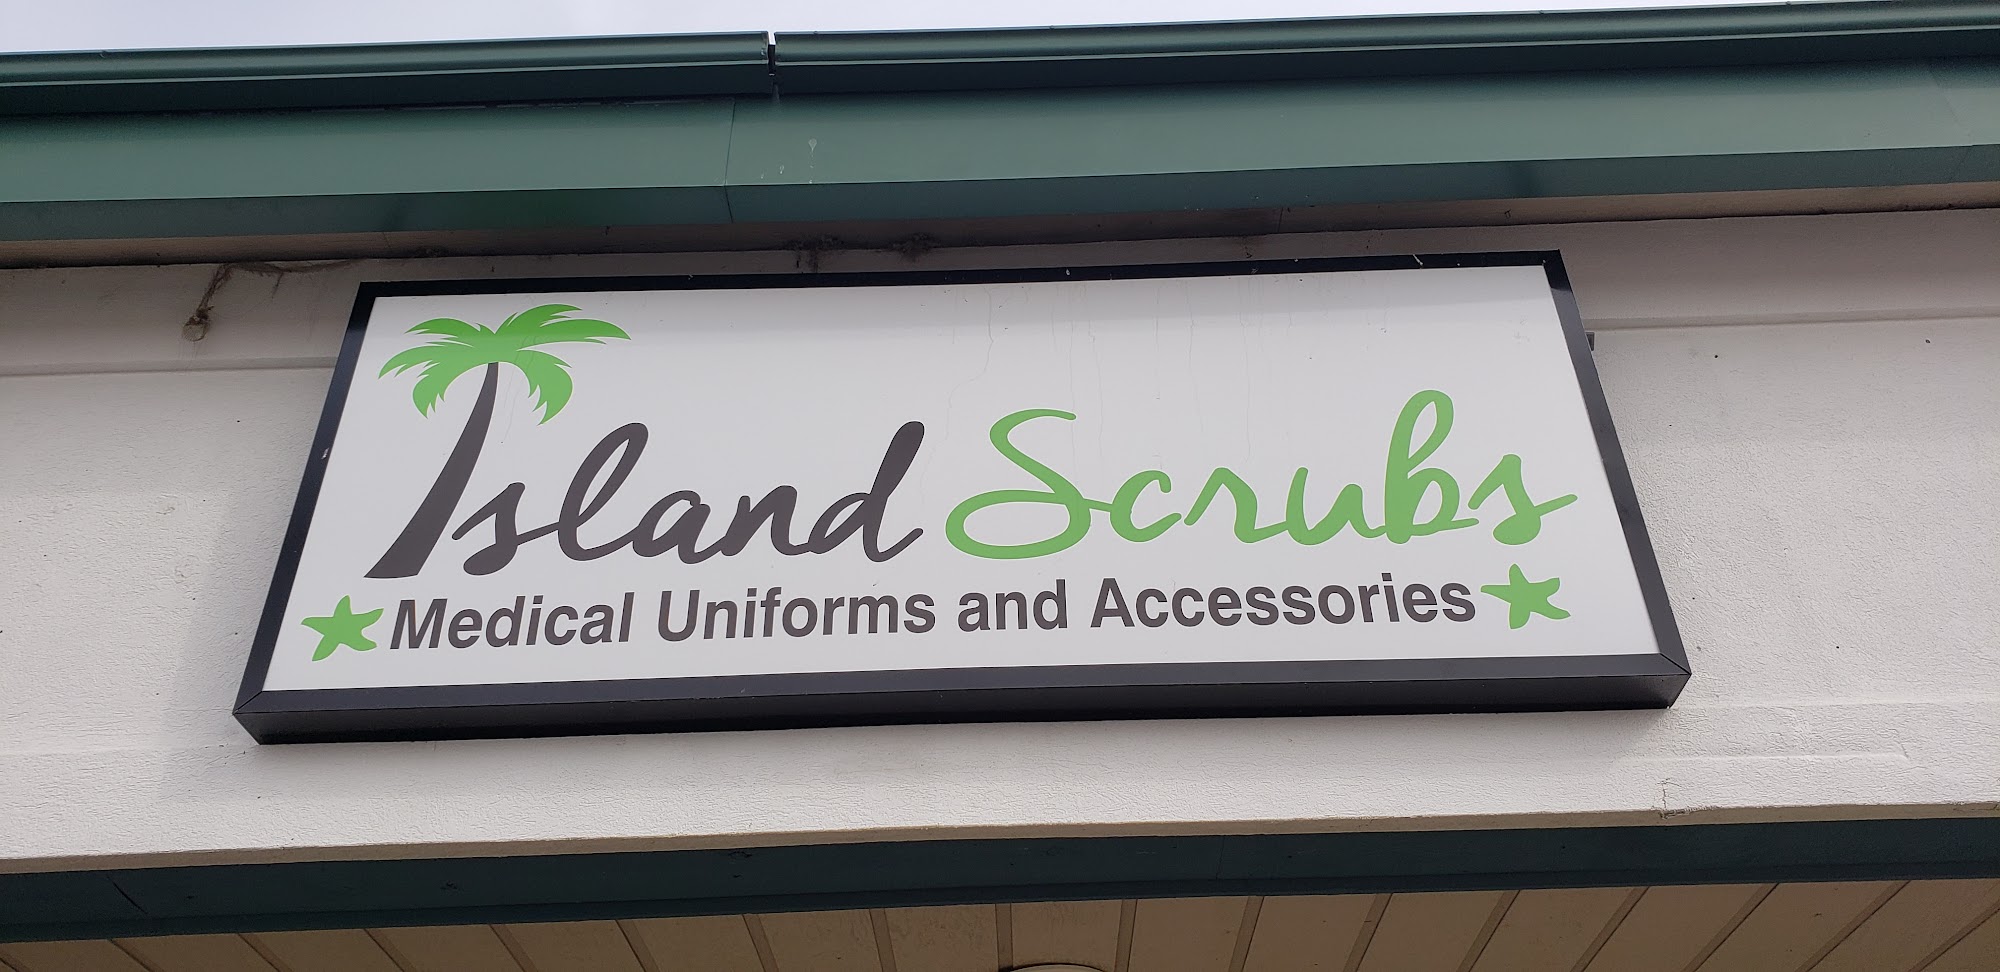 Island Scrubs
Medical Uniforms and Accessories